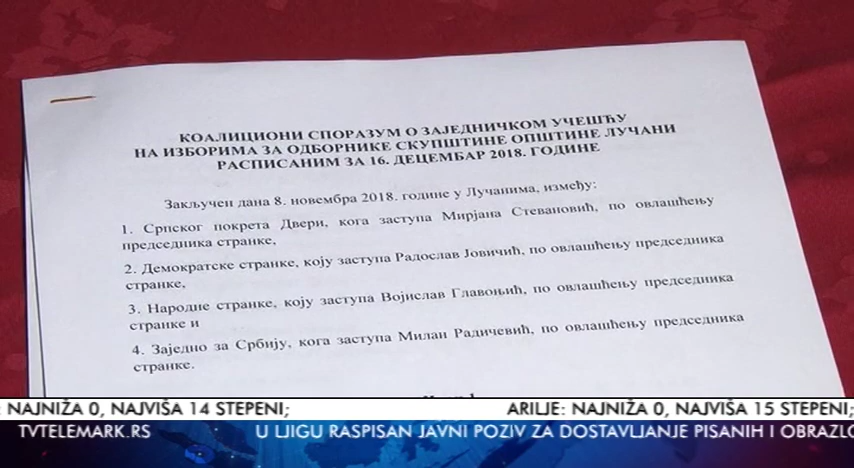 КОАЛИЦИОНИ СПОРАЗУМ О ЗАЈЕДНИЧКОМ УЧЕШЋУ
НА ИЗБОРИМА ЗА ОДБОРНИКЕ СКУПШТИНЕ ОПШТИНЕ ЛУЧАНИ
РАСПИСАНИМ ЗА 16. ДЕЦЕМБАР 2018. ГОДИНЕ
Закључен дана 8. новембра 2018. године у Лучанима, између:
1. Српског покрета Двери, кога заступа Мирјана Стевановић, по овлашћењу
председника странке,
2. Демократске странке, коју заступа Радослав Јовичић, по овлашћењу председника
странке,
3. Народне странке, коју заступа Војислав Главоњић, по овлашћењу председника
странке и
4. Заједно за Србију, кога заступа Милан Радичевић, по овлашћењу председника
странке.
NAJNIŽA 0, NAJVIŠA 14 STEPENI; ARILJE: NAJNIŽA 0, NAJVIŠA 15 STEPENI;
TVTELEMARK.RS U LJIGU RASPISAN JAVNI POZIV ZA DOSTAVLJANJE PISANIH I OBRAZLO